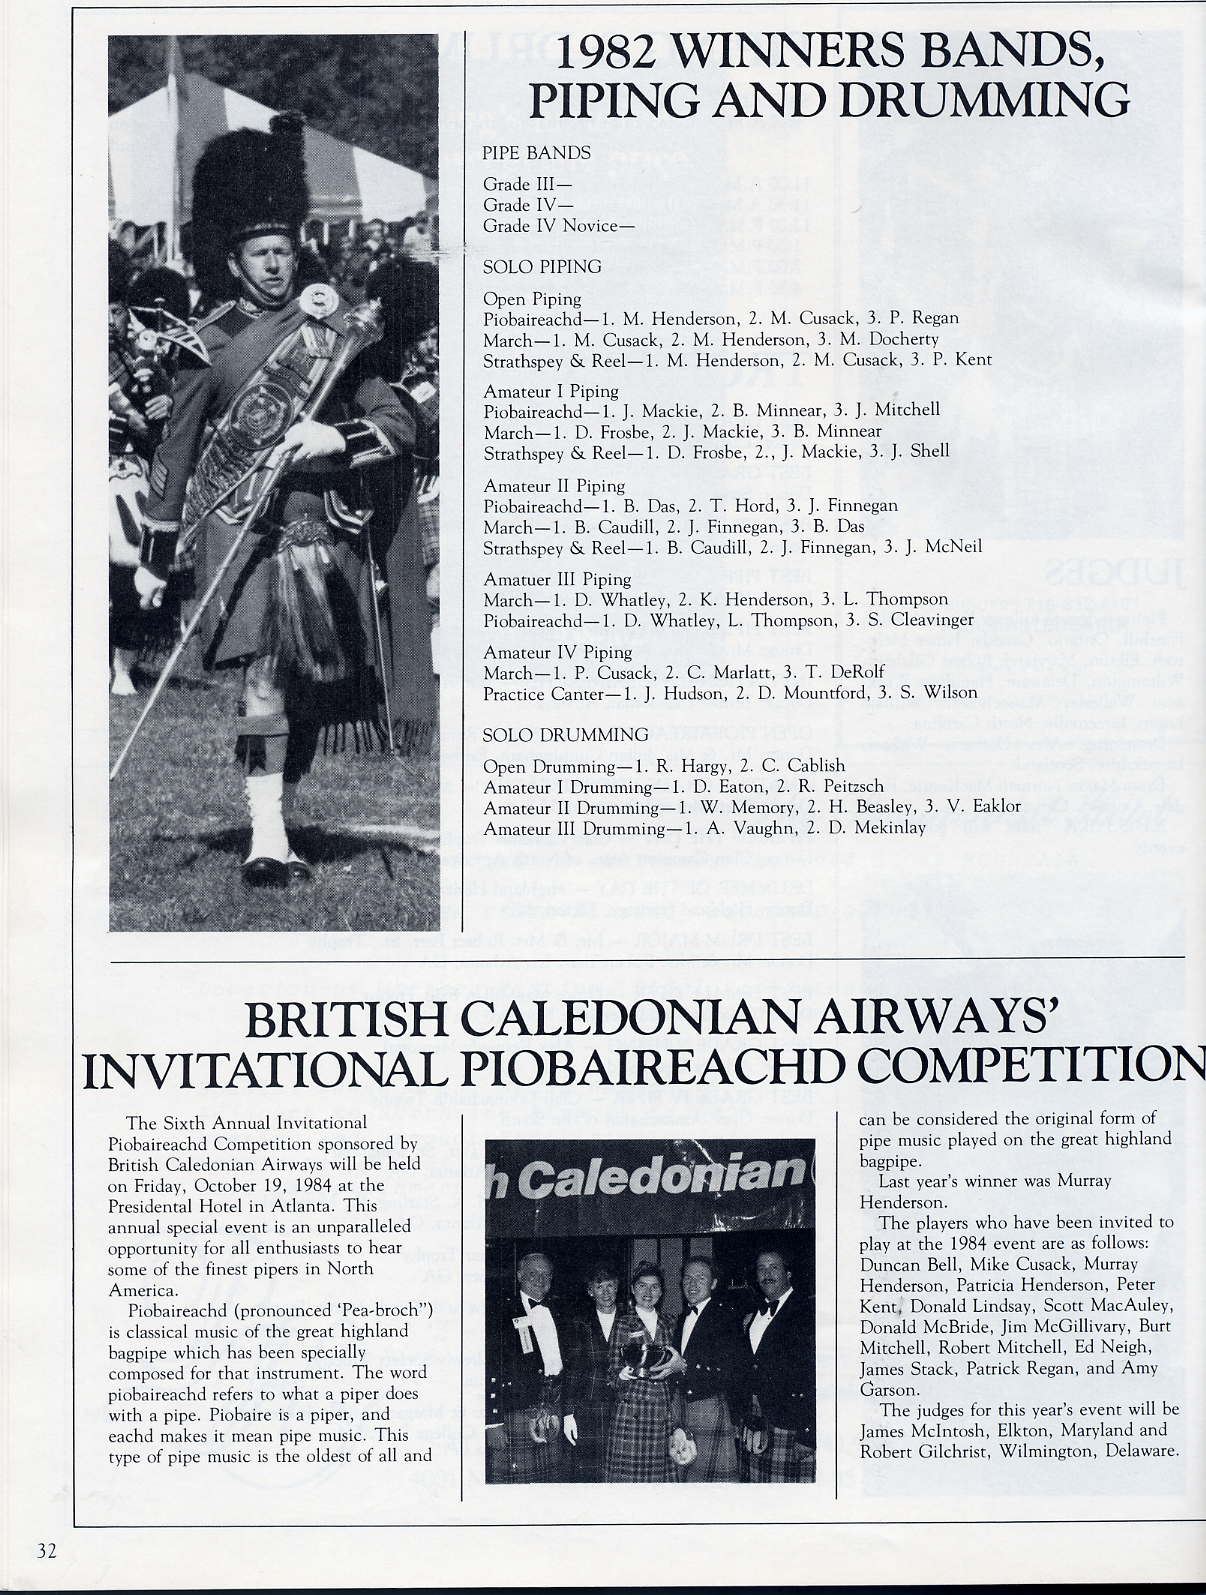 1982 WINNERS BANDS,
PIPING AND DRUMMING
PIPE BANDS
Grade III—
Grade IV—
Grade IV Novice—
SOLO PIPING
Open Piping
Piobaireachd—1. M. Henderson, 2. M. Cusack, 3. P. Regan
March—1. M. Cusack, 2. M. Henderson, 3. M. Docherty
Strathspey & Reel—1. M. Henderson, 2. M. Cusack, 3. P. Kent
Amateur I Piping
Piobaireachd—1. J. Mackie, 2. B. Minnear, 3. J. Mitchell
March—1. D. Frosbe, 2. J. Mackie, 3. B. Minnear
Strathspey & Reel—1. D. Frosbe, 2., J. Mackie, 3. J. Shell
Amateur II Piping
Piobaireachd—1. B. Das, 2. T. Hord, 3. J. Finnegan
March—1. B. Caudill, 2. J. Finnegan, 3. B. Das
Strathspey & Reel—1. B. Caudill, 2. J. Finnegan, 3. J. McNeil
Amatuer III Piping
March—1. D. Whatley, 2. K. Henderson, 3. L. Thompson
Piobaireachd—1. D. Whatley, L. Thompson, 3. S. Cleavinger
Amateur IV Piping
March—1. P. Cusack, 2. C. Marlatt, 3. T. DeRolf
Practice Canter—1. J. Hudson, 2. D. Mountford, 3. S. Wilson
SOLO DRUMMING
Open Drumming—1. R. Hargy, 2. C. Cablish
Amateur I Drumming—1. D. Eaton, 2. R. Peitzsch
Amateur II Drumming—1. W. Memory, 2. H. Beasley, 3. V. Eaklor
Amateur III Drumming—1. A. Vaughn, 2. D. Mekinlay
BRITISH CALEDONIAN AIRWAYS'
INVITATIONAL PIOBAIREACHD COMPETITION
The Sixth Annual Invitational
Piobaireachd Competition sponsored by
British Caledonian Airways will be held
on Friday, October 19, 1984 at the
Presidental Hotel in Atlanta. This
annual special event is an unparalleled
opportunity for all enthusiasts to hear
some of the finest pipers in North
America.
Piobaireachd (pronounced 'Pea-broch")
is classical music of the great highland
bagpipe which has been specially
composed for that instrument. The word
piobaireachd refers to what a piper does
with a pipe. Piobaire is a piper, and
eachd makes it mean pipe music. This
type of pipe music is the oldest of all and
h Caledonian
can be considered the original form of
pipe music played on the great highland
bagpipe.
Last year's winner was Murray
Henderson.
The players who have been invited to
play at the 1984 event are as follows:
Duncan Bell, Mike Cusack, Murray
Henderson, Patricia Henderson, Peter
Kent, Donald Lindsay, Scott MacAuley,
Donald McBride, Jim McGillivary, Burt
Mitchell, Robert Mitchell, Ed Neigh,
James Stack, Patrick Regan, and Amy
Garson.
The judges for this year's event will be
James McIntosh, Elkton, Maryland and
Robert Gilchrist, Wilmington, Delaware.
32